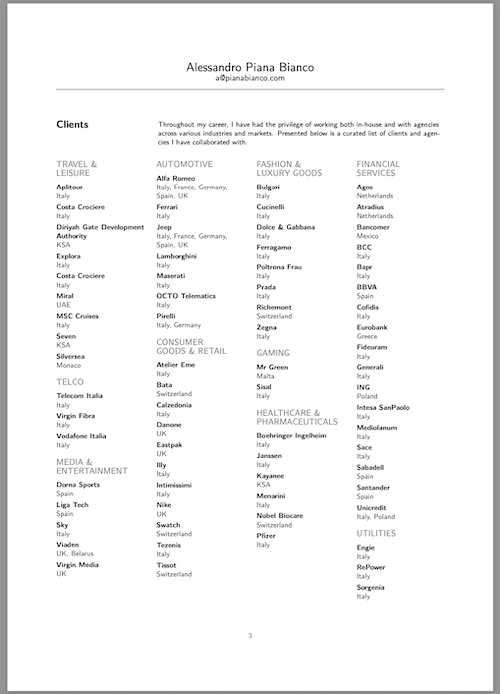 Alessandro Piana Bianco
a@pianabianco.com
Clients
Throughout my career, I have had the privilege of working both in-house and with agencies
across various industries and markets. Presented below is a curated list of clients and agen-
cies I have collaborated with.
TRAVEL &
LEISURE
Aplitour
Italy
Costa Crociere
Italy
Diriyah Gate Development
Authority
KSA
Explora
Italy
Costa Crociere
Italy
Miral
UAE
MSC Cruises
Italy
Seven
KSA
Silversea
Monaco
TELCO
Telecom Italia
Italy
Virgin Fibra
Italy
Vodafone Italia
Italy
MEDIA &
ENTERTAINMENT
Dorna Sports
Spain
Liga Tech
Spain
Sky
Italy
Viaden
UK, Belarus
Virgin Media
UK
AUTOMOTIVE
Alfa Romeo
Italy, France, Germany,
Spain, UK
Ferrari
Italy
Jeep
Italy, France, Germany,
Spain, UK
Lamborghini
Italy
Maserati
Italy
OCTO Telematics
Italy
Pirelli
Italy, Germany
CONSUMER
GOODS & RETAIL
Atelier Eme
Italy
Bata
Switzerland
Calzedonia
Italy
Danone
UK
Eastpak
UK
Illy
Italy
Intimissimi
Italy
Nike
UK
Swatch
Switzerland
Tezenis
Italy
Tissot
Switzerland
FASHION &
LUXURY GOODS
Bulgari
Italy
Cucinelli
Italy
Dolce & Gabbana
Italy
Ferragamo
Italy
Poltrona Frau
Italy
Prada
Italy
Richemont
Switzerland
Zegna
Italy
GAMING
Mr Green
Malta
Sisal
Italy
HEALTHCARE &
PHARMACEUTICALS
Boehringer Ingelheim
Italy
Janssen
Italy
Kayanee
KSA
Menarini
Italy
Nobel Biocare
Switzerland
Pfizer
Italy
FINANCIAL
SERVICES
Agos
Netherlands
Atradius
Netherlands
Bancomer
Mexico
BCC
Italy
Bapr
Italy
BBVA
Spain
Cofidis
Italy
Eurobank
Greece
Fideuram
Italy
Generali
Italy
ING
Poland
Intesa SanPaolo
Italy
Mediolanum
Italy
Sace
Italy
Sabadell
Spain
Santander
Spain
Unicredit
Italy, Poland
UTILITIES
Engie
Italy
RePower
Italy
Sorgenia
Italy
3